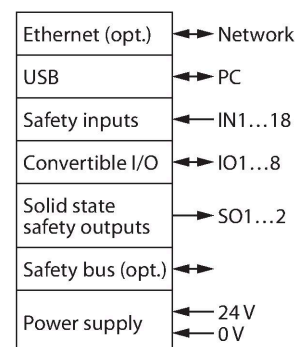 Ethernet (opt.) Network
USB PC
Safety inputs IN1…18
Convertible I/O IO1…8
Solid state
safety outputs SO1…2
Safety bus (opt.)
Power supply 24 V
0 V